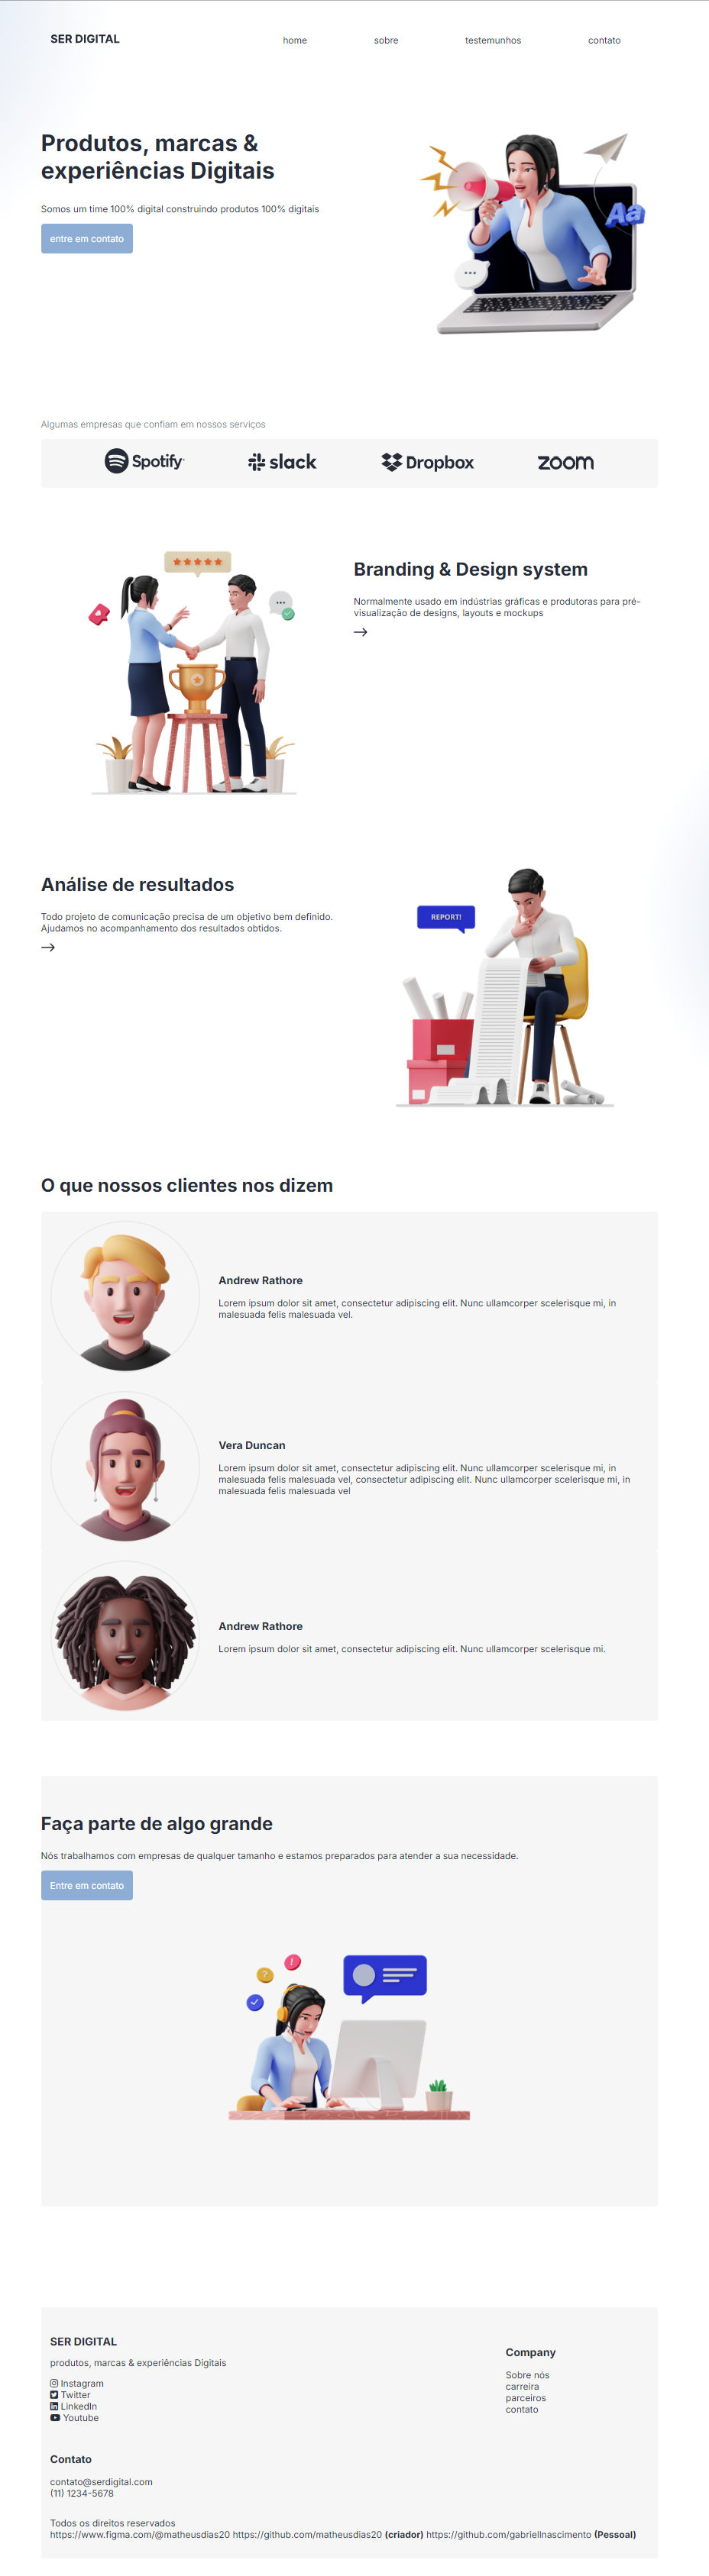 SER DIGITAL
home
sobre
testemunhos
contato
Produtos, marcas &
experiências Digitais
Somos um time 100% digital construindo produtos 100% digitais
entre em contato
Aa
Algumas empresas que confiam em nossos serviços
Spotify
slack
Dropbox
zoom
Branding & Design system
Normalmente usado em indústrias gráficas e produtoras para pré-
visualização de designs, layouts e mockups
Análise de resultados
Todo projeto de comunicação precisa de um objetivo bem definido.
Ajudamos no acompanhamento dos resultados obtidos.
REPORT!
O que nossos clientes nos dizem
Andrew Rathore
Lorem ipsum dolor sit amet, consectetur adipiscing elit. Nunc ullamcorper scelerisque mi, in
malesuada felis malesuada vel.
Vera Duncan
Lorem ipsum dolor sit amet, consectetur adipiscing elit. Nunc ullamcorper scelerisque mi, in
malesuada felis malesuada vel, consectetur adipiscing elit. Nunc ullamcorper scelerisque mi, in
malesuada felis malesuada vel
Andrew Rathore
Lorem ipsum dolor sit amet, consectetur adipiscing elit. Nunc ullamcorper scelerisque mi.
Faça parte de algo grande
Nós trabalhamos com empresas de qualquer tamanho e estamos preparados para atender a sua necessidade.
Entre em contato
!
?
SER DIGITAL
produtos, marcas & experiências Digitais
Instagram
Twitter
LinkedIn
Youtube
Company
Sobre nós
carreira
parceiros
contato
Contato
contato@serdigital.com
(11) 1234-5678
Todos os direitos reservados
https://www.figma.com/@matheusdias20 https://github.com/matheusdias20 (criador) https://github.com/gabriellnascimento (Pessoal)